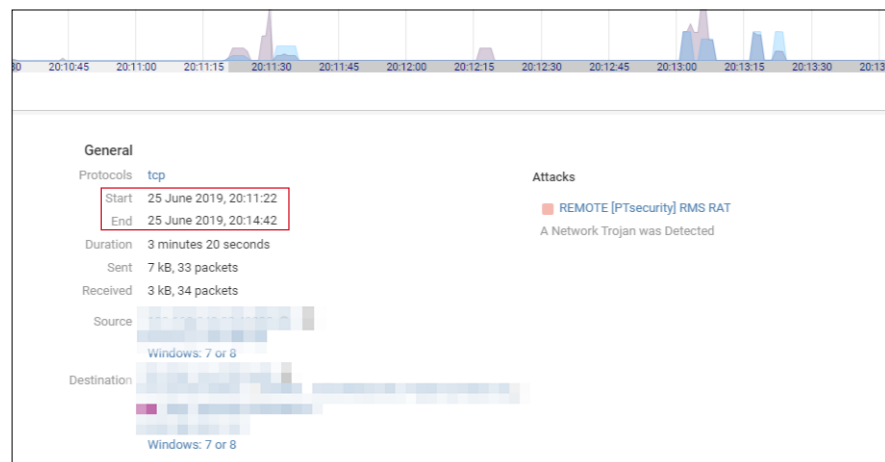 20:10:45 20:11:00 20:11:15 20:11:30 20:11:45 20:12:00 20:12:15 20:12:30 20:12:45 20:13:00 20:13:15 20:13:30
General
Protocols tcp
Attacks
Start 25 June 2019, 20:11:22
REMOTE [PTsecurity] RMS RAT
End 25 June 2019, 20:14:42
A Network Trojan was Detected
Duration 3 minutes 20 seconds
Sent 7 kB, 33 packets
Received 3 kB, 34 packets
Source
Windows: 7 or 8
Destination
Windows: 7 or 8